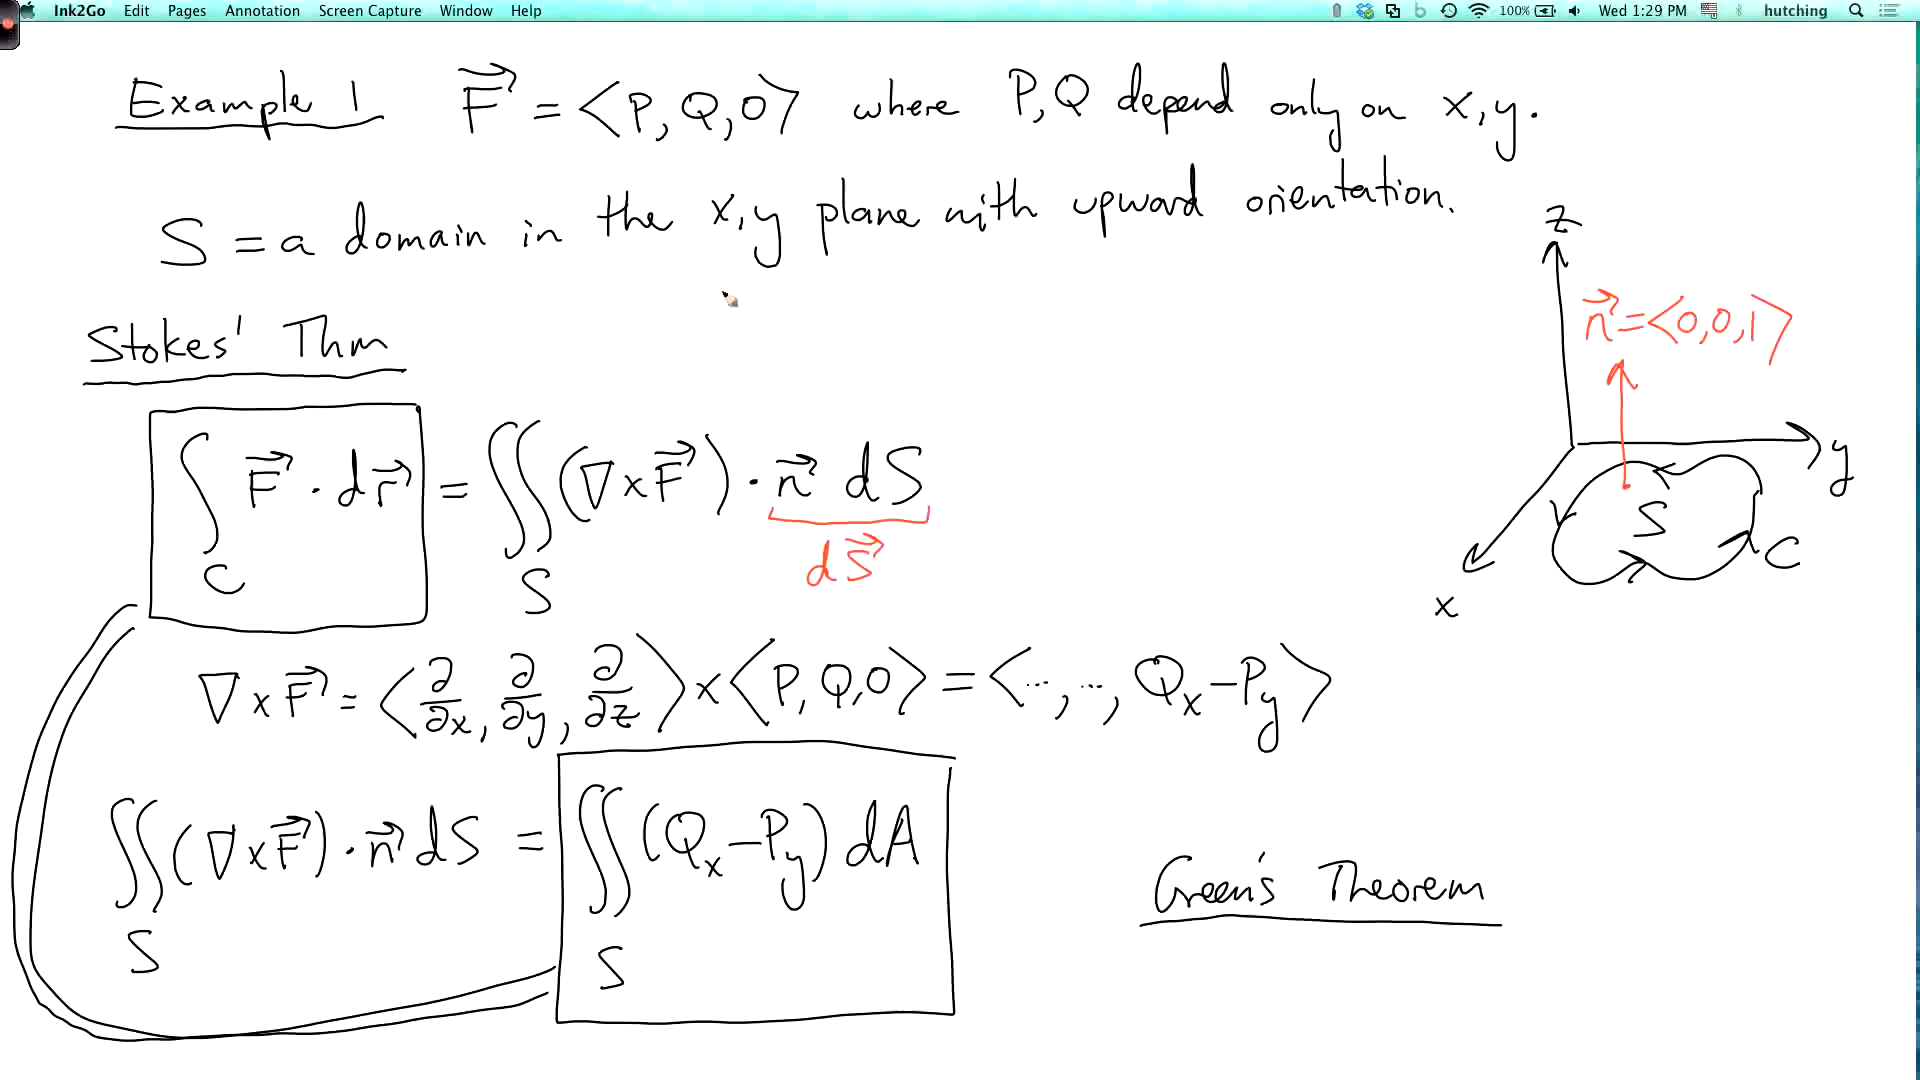 Ink2Go Edit Pages Annotation Screen Capture Window Help 100% Wed 1:29 PM hutching
Example 1 F⃗ = <P, Q, 0> where P, Q depend only on x, y.
S = a domain in the x, y plane with upward orientation.
z
n⃗ = <0, 0, 1>
y
S
C
x
Stokes' Thm
∫_C F⃗ · dr⃗ = ∬_S (∇ × F⃗) · n⃗ dS
dS⃗
∇ × F⃗ = <∂/∂x, ∂/∂y, ∂/∂z> × <P, Q, 0> = <..., ..., Q_x − P_y>
∬_S (∇ × F⃗) · n⃗ dS = ∬_S (Q_x − P_y) dA
Green's Theorem